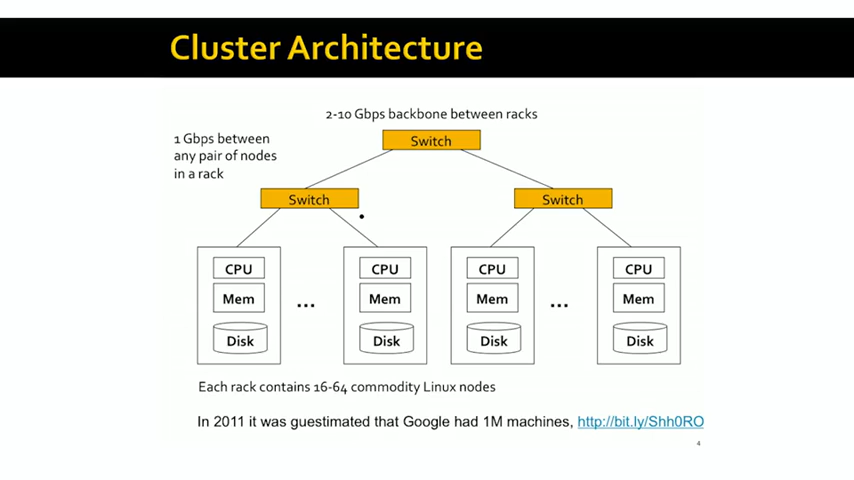 Cluster Architecture
2-10 Gbps backbone between racks
1 Gbps between
any pair of nodes
in a rack
Switch
Switch
Switch
CPU
Mem
Disk
...
CPU
Mem
Disk
CPU
Mem
Disk
...
CPU
Mem
Disk
Each rack contains 16-64 commodity Linux nodes
In 2011 it was guestimated that Google had 1M machines, http://bit.ly/Shh0RO
4